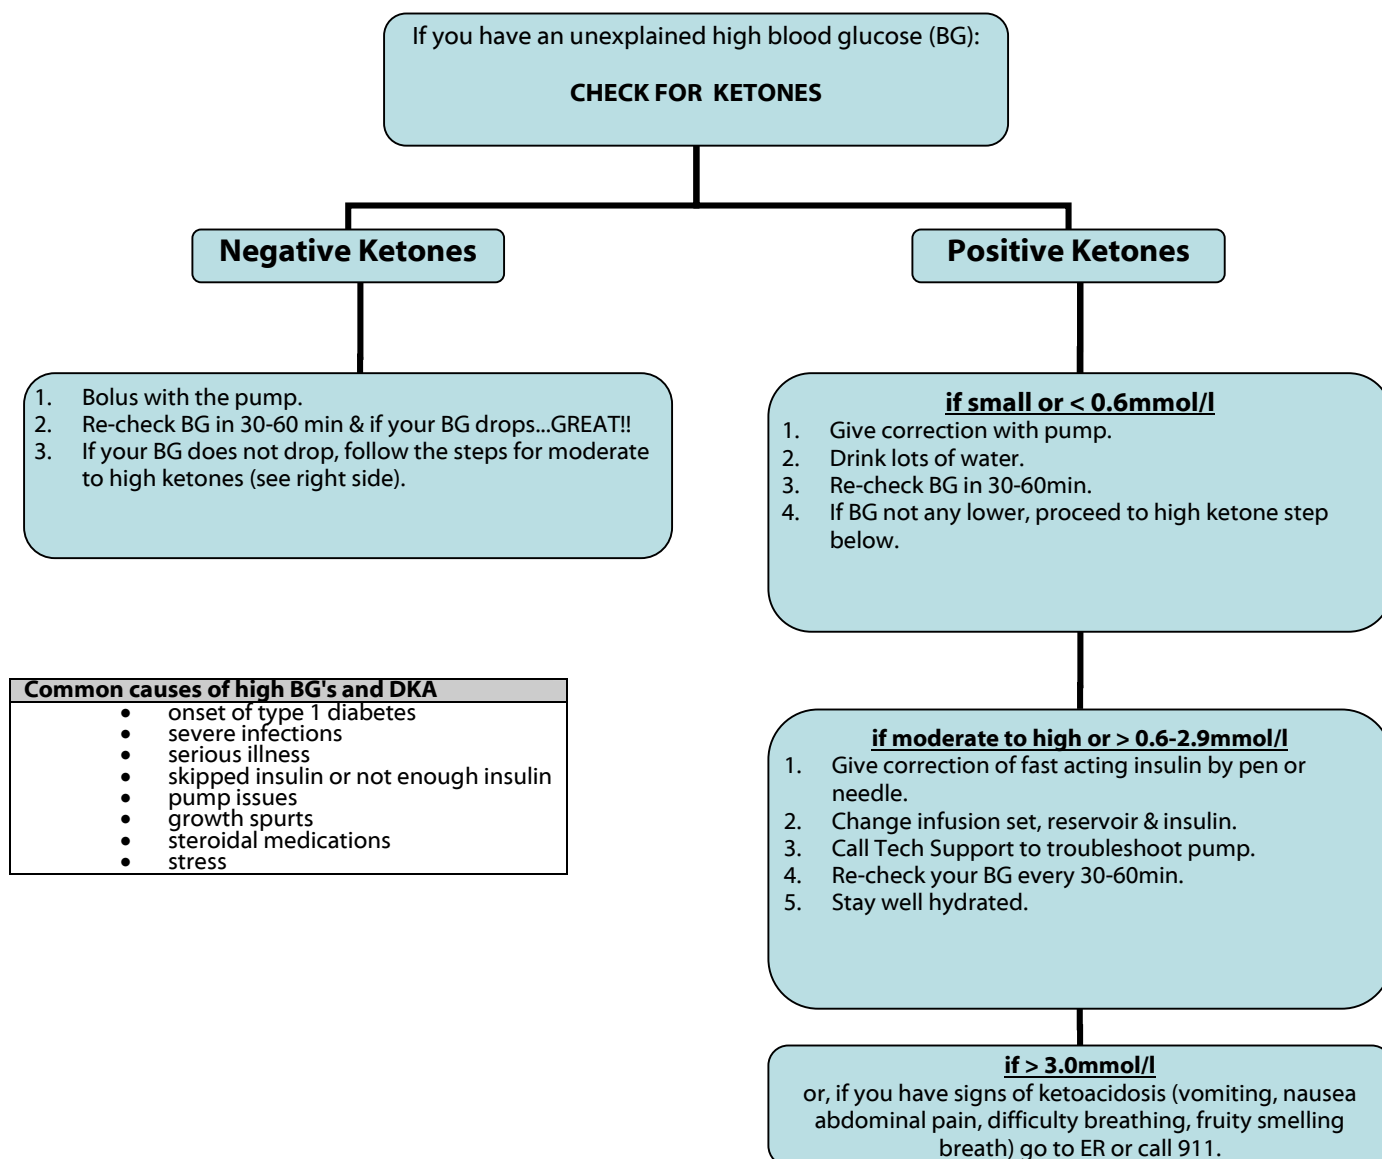 If you have an unexplained high blood glucose (BG):
CHECK FOR  KETONES
Negative Ketones
1. Bolus with the pump.
2. Re-check BG in 30-60 min & if your BG drops...GREAT!!
3. If your BG does not drop, follow the steps for moderate
to high ketones (see right side).
Positive Ketones
if small or < 0.6mmol/l
1. Give correction with pump.
2. Drink lots of water.
3. Re-check BG in 30-60min.
4. If BG not any lower, proceed to high ketone step
below.
Common causes of high BG's and DKA
• onset of type 1 diabetes
• severe infections
• serious illness
• skipped insulin or not enough insulin
• pump issues
• growth spurts
• steroidal medications
• stress
if moderate to high or > 0.6-2.9mmol/l
1. Give correction of fast acting insulin by pen or
needle.
2. Change infusion set, reservoir & insulin.
3. Call Tech Support to troubleshoot pump.
4. Re-check your BG every 30-60min.
5. Stay well hydrated.
if > 3.0mmol/l
or, if you have signs of ketoacidosis (vomiting, nausea
abdominal pain, difficulty breathing, fruity smelling
breath) go to ER or call 911.